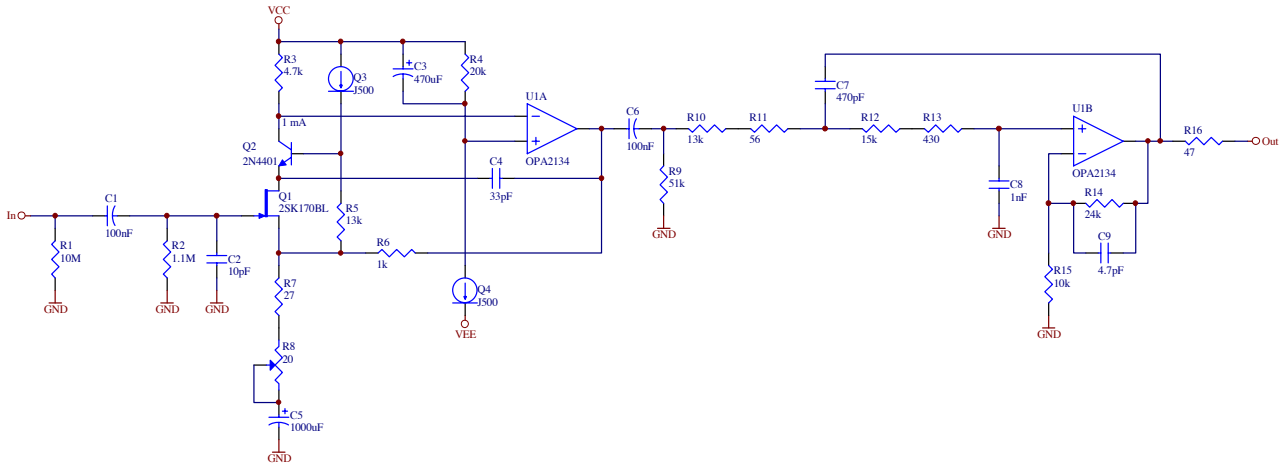 VCC
R3
4.7k
Q3
J500
C3
470uF
R4
20k
U1A
OPA2134
1 mA
Q2
2N4401
C4
33pF
Q1
2SK170BL
In
C1
100nF
R1
10M
GND
R2
1.1M
GND
C2
10pF
GND
R5
13k
R6
1k
R7
27
R8
20
C5
1000uF
GND
Q4
J500
VEE
C6
100nF
R9
51k
GND
R10
13k
R11
56
C7
470pF
R12
15k
R13
430
C8
1nF
GND
U1B
OPA2134
R14
24k
C9
4.7pF
R15
10k
GND
R16
47
Out